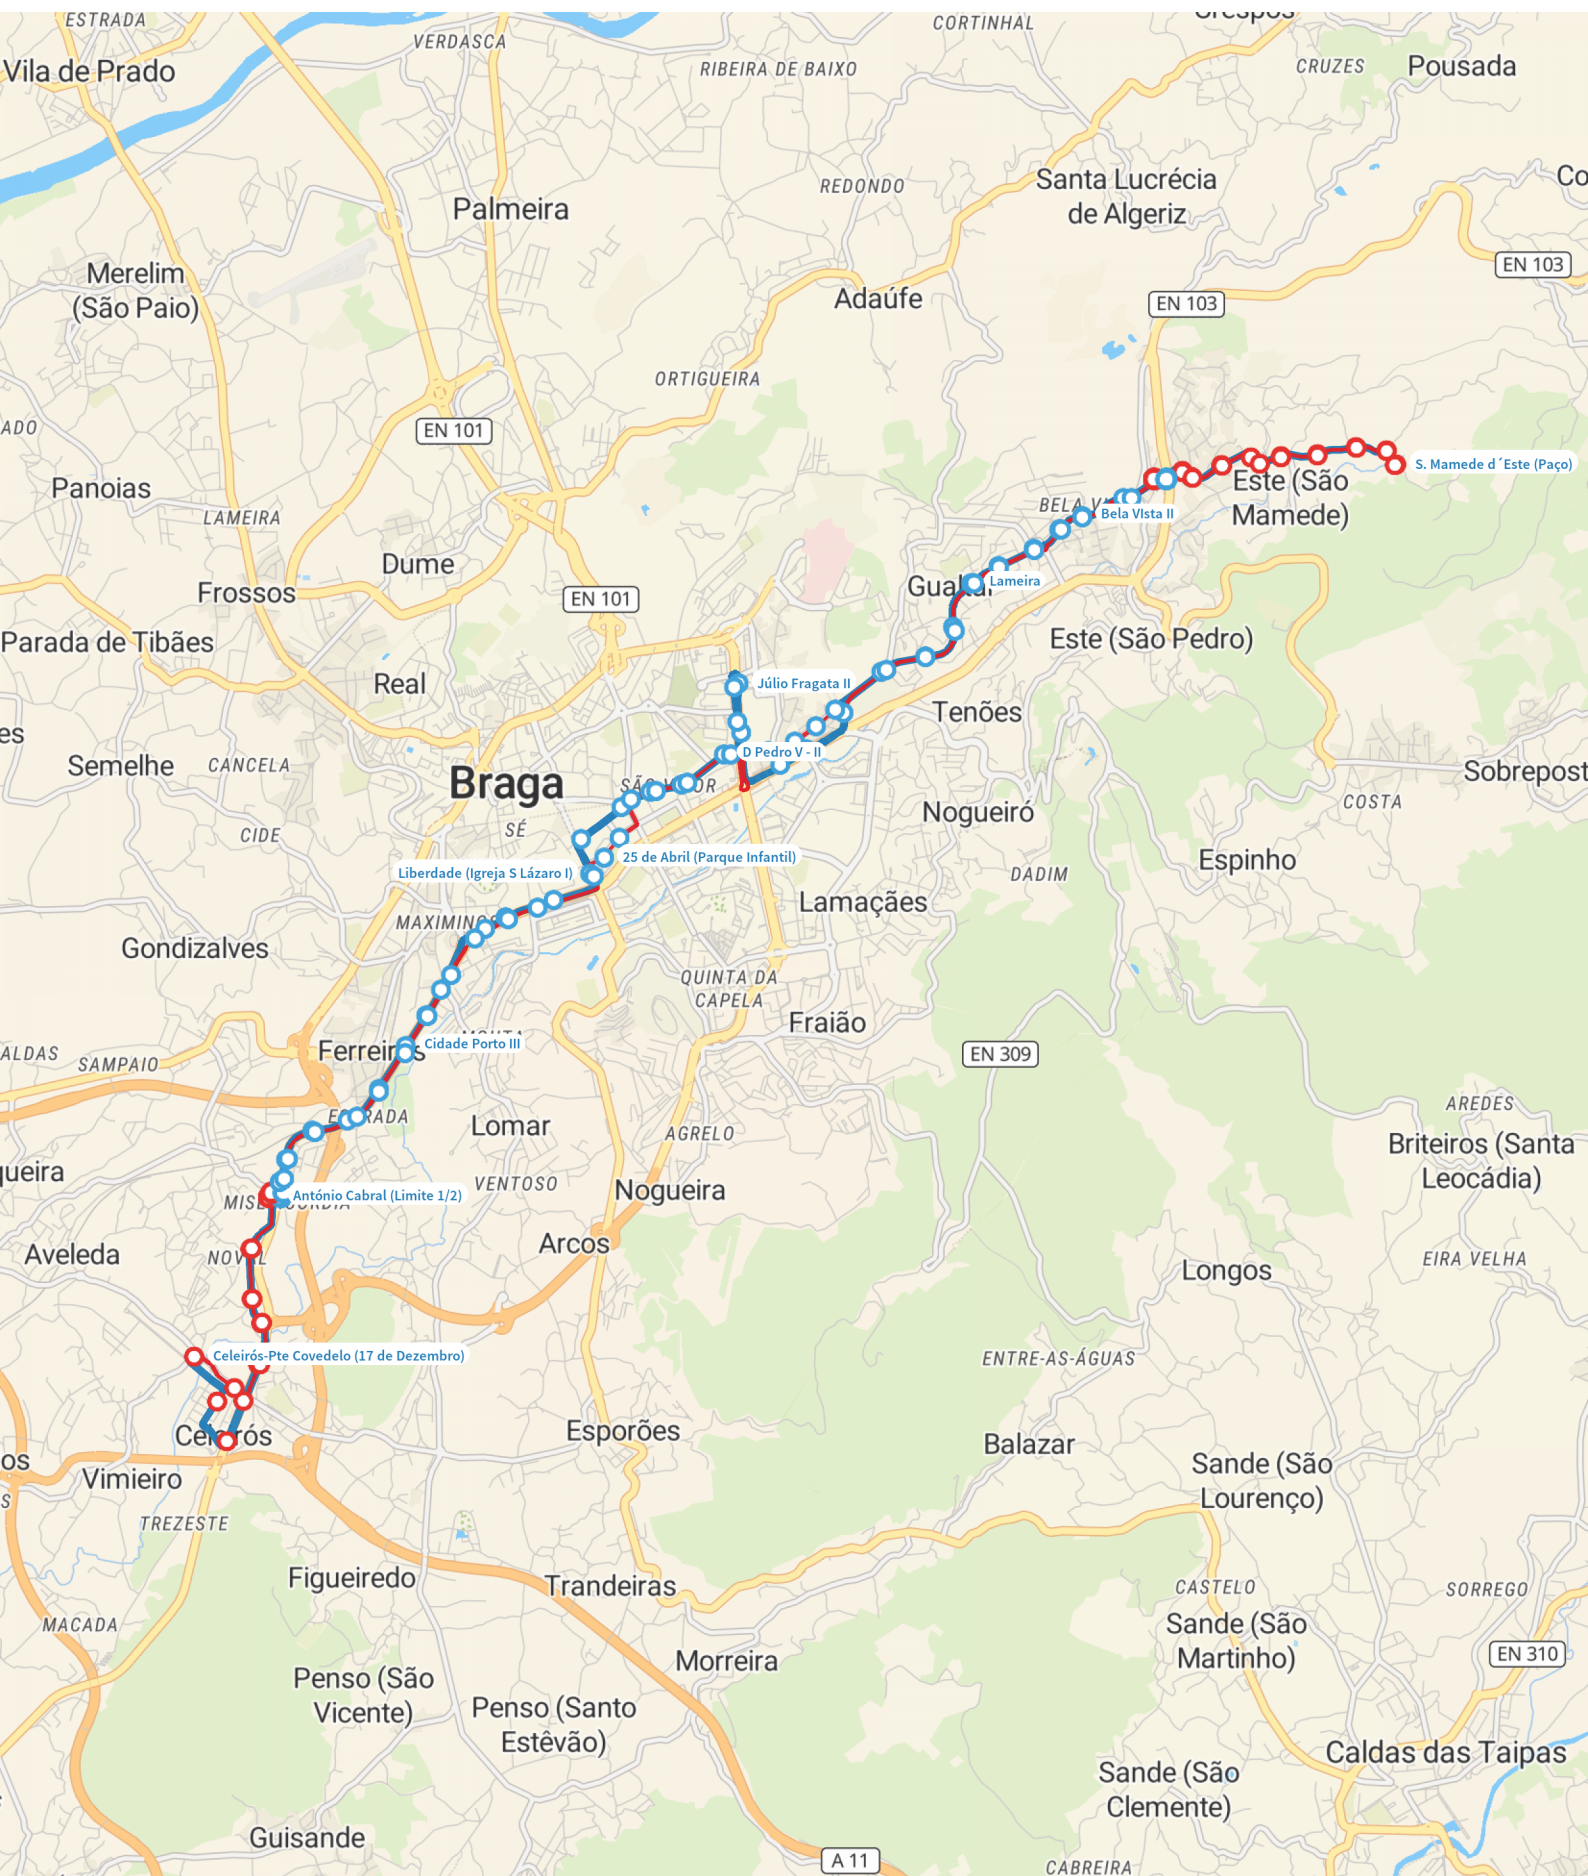 ESTRADA
VERDASCA
CORTINHAL
Vila de Prado
RIBEIRA DE BAIXO
CRUZES
Pousada
REDONDO
Santa Lucrécia
de Algeriz
Palmeira
Merelim
(São Paio)
EN 103
EN 103
Adaúfe
ORTIGUEIRA
EN 101
Panoias
LAMEIRA
S. Mamede d´Este (Paço)
Este (São
Mamede)
Bela VIsta II
Dume
Frossos
EN 101
Lameira
Parada de Tibães
Este (São Pedro)
Real
Júlio Fragata II
Tenões
D Pedro V - II
Semelhe
CANCELA
Braga
Sobrepost
COSTA
Nogueiró
CIDE
SÉ
25 de Abril (Parque Infantil)
Espinho
Liberdade (Igreja S Lázaro I)
DADIM
Lamaçães
Gondizalves
QUINTA DA
CAPELA
Fraião
Cidade Porto III
EN 309
SAMPAIO
Lomar
AGRELO
AREDES
Briteiros (Santa
Leocádia)
VENTOSO
Nogueira
António Cabral (Limite 1/2)
Aveleda
Arcos
EIRA VELHA
Longos
Celeirós-Pte Covedelo (17 de Dezembro)
ENTRE-AS-ÁGUAS
Esporões
Balazar
Vimieiro
Sande (São
Lourenço)
TREZESTE
Figueiredo
Trandeiras
CASTELO
SORREGO
MACADA
Sande (São
Martinho)
EN 310
Morreira
Penso (São
Vicente)
Penso (Santo
Estêvão)
Caldas das Taipas
Sande (São
Clemente)
Guisande
A 11
CABREIRA